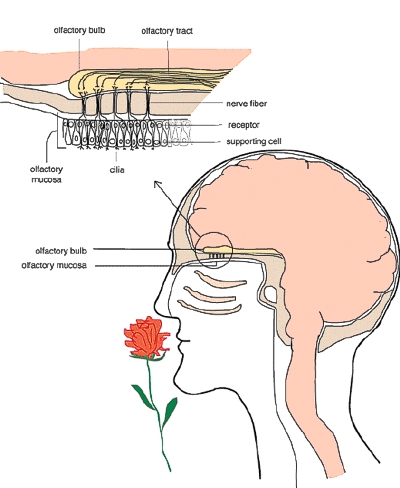 olfactory bulb
olfactory tract
nerve fiber
receptor
supporting cell
olfactory
mucosa
cilia
olfactory bulb
olfactory mucosa